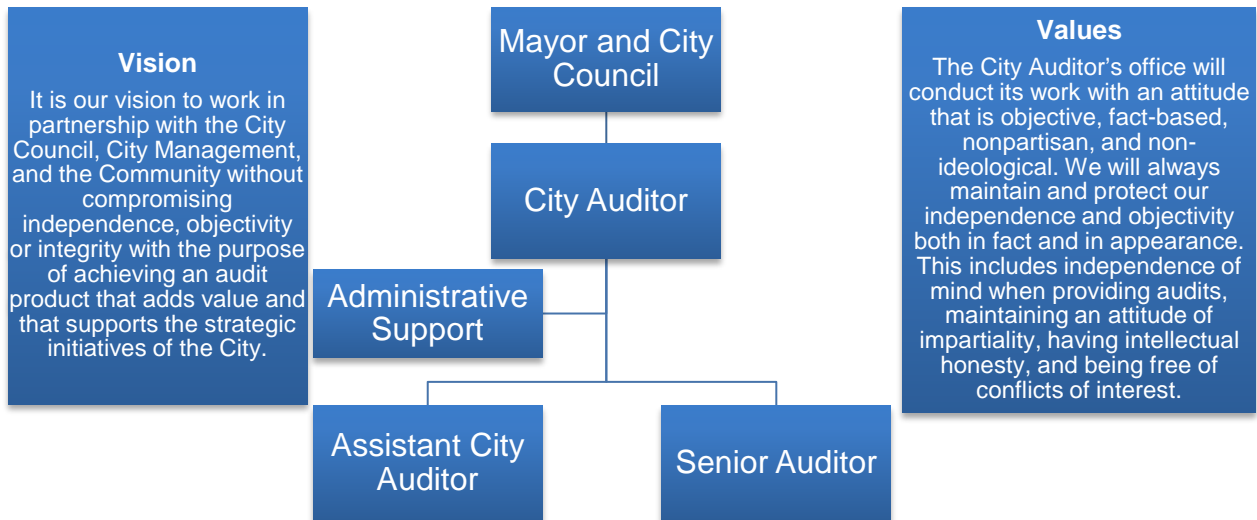 Vision
It is our vision to work in
partnership with the City
Council, City Management,
and the Community without
compromising
independence, objectivity
or integrity with the purpose
of achieving an audit
product that adds value and
that supports the strategic
initiatives of the City.
Mayor and City
Council
City Auditor
Administrative
Support
Assistant City
Auditor
Senior Auditor
Values
The City Auditor’s office will
conduct its work with an attitude
that is objective, fact-based,
nonpartisan, and non-
ideological. We will always
maintain and protect our
independence and objectivity
both in fact and in appearance.
This includes independence of
mind when providing audits,
maintaining an attitude of
impartiality, having intellectual
honesty, and being free of
conflicts of interest.